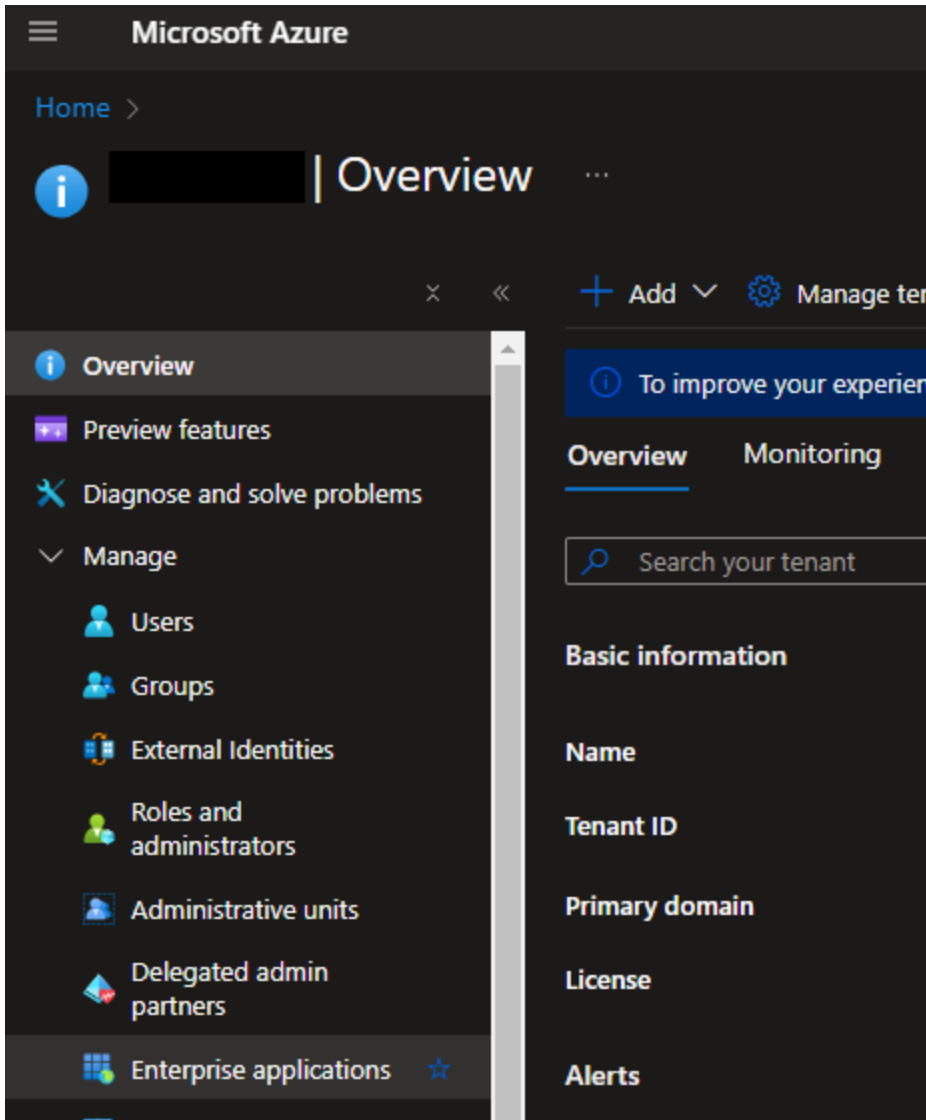 Microsoft Azure
Home
| Overview
...
Add
Manage ter
Overview
Preview features
Diagnose and solve problems
Manage
Users
Groups
External Identities
Roles and
administrators
Administrative units
Delegated admin
partners
Enterprise applications
To improve your experien
Overview
Monitoring
Search your tenant
Basic information
Name
Tenant ID
Primary domain
License
Alerts